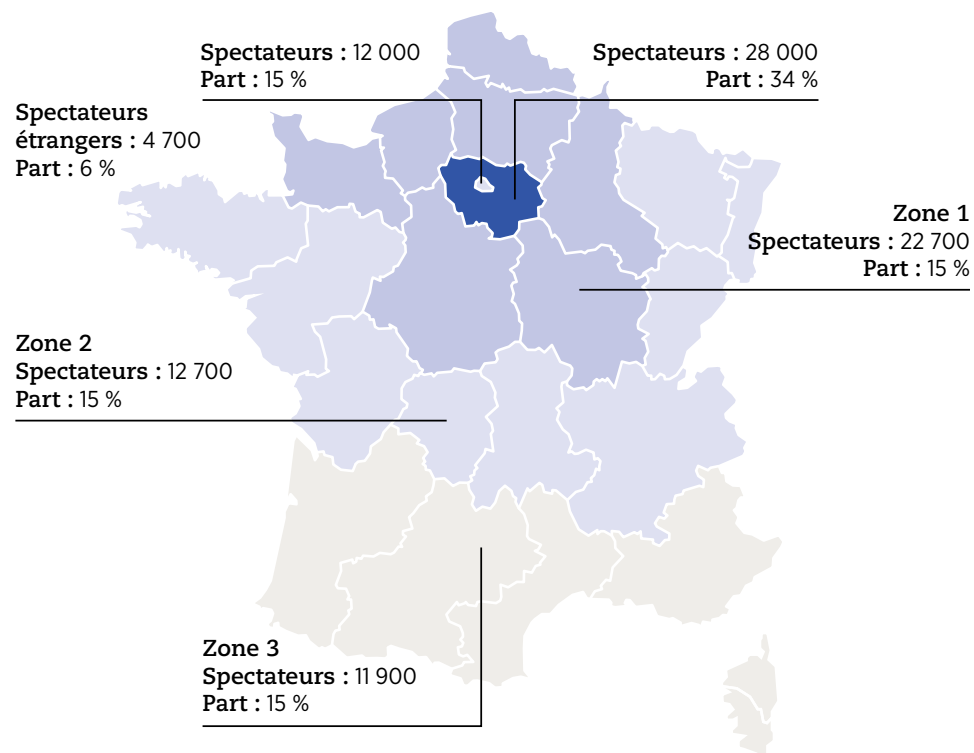 Spectateurs : 12 000
Part : 15 %
Spectateurs : 28 000
Part : 34 %
Spectateurs
étrangers : 4 700
Part : 6 %
Zone 1
Spectateurs : 22 700
Part : 15 %
Zone 2
Spectateurs : 12 700
Part : 15 %
Zone 3
Spectateurs : 11 900
Part : 15 %